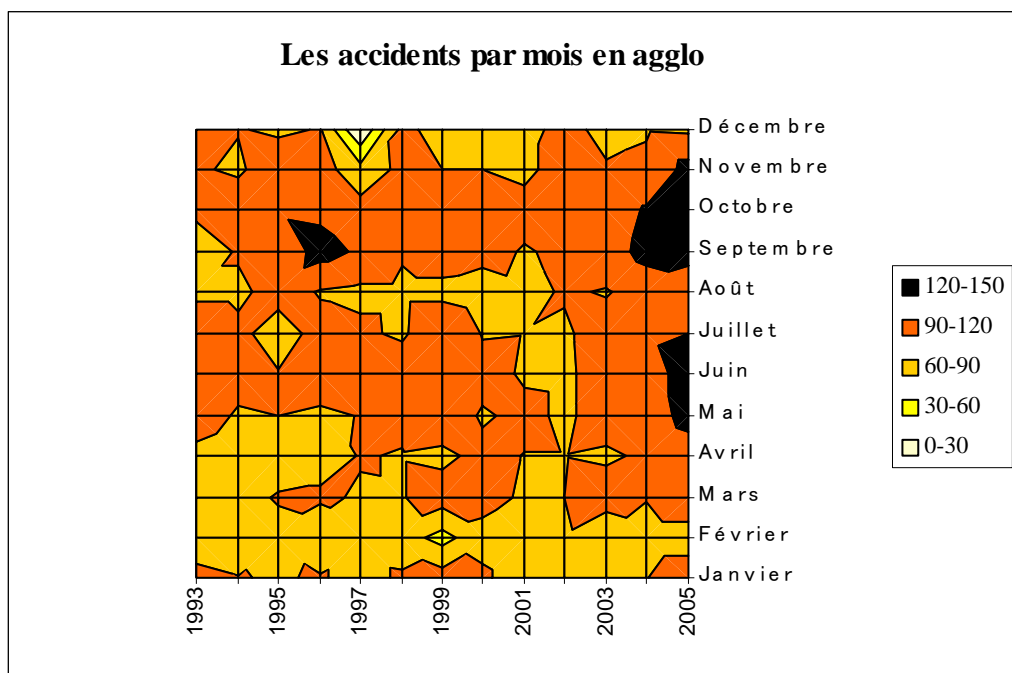 Les accidents par mois en agglo
Décembre
Novembre
Octobre
Septembre
Août
Juillet
Juin
Mai
Avril
Mars
Février
Janvier
1993
1995
1997
1999
2001
2003
2005
120-150
90-120
60-90
30-60
0-30